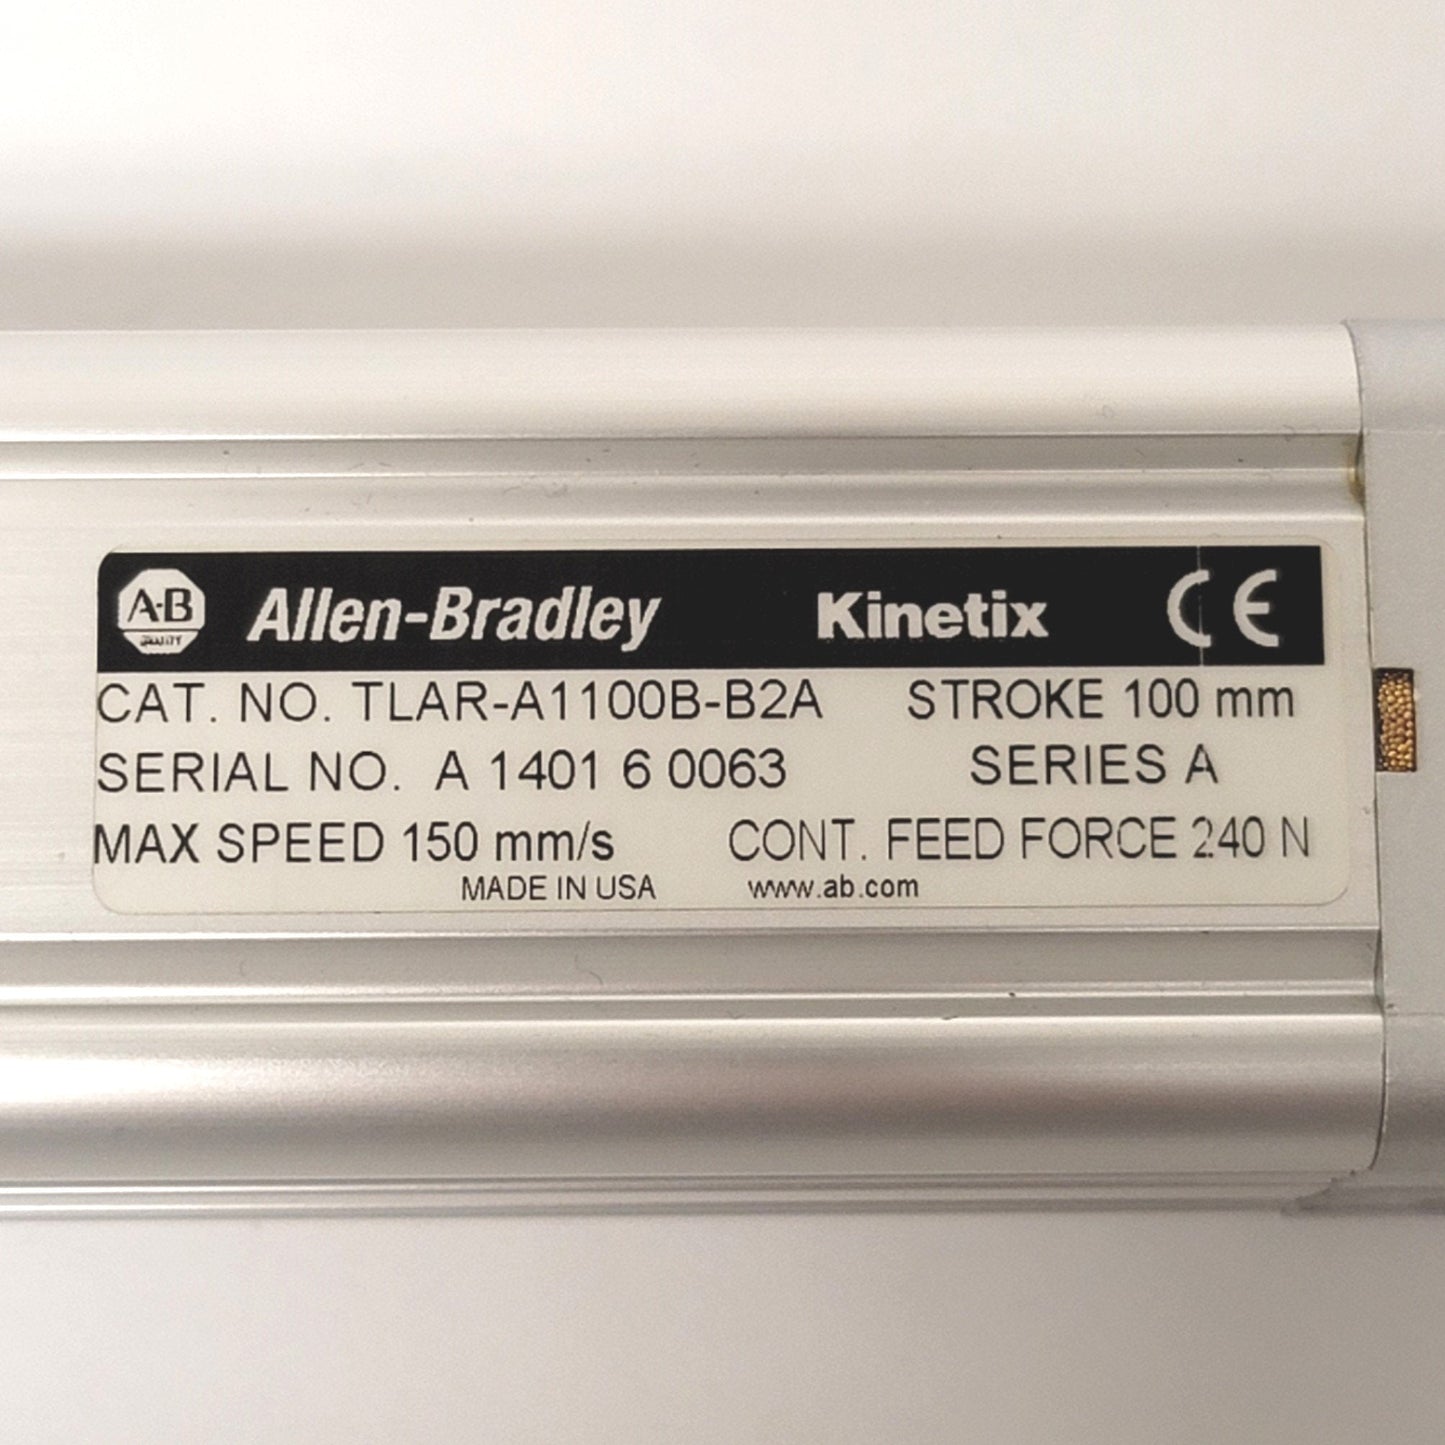 A-B Allen-Bradley Kinetix CE
QUALITY
CAT. NO. TLAR-A1100B-B2A STROKE 100 mm
SERIAL NO. A 1401 6 0063 SERIES A
MAX SPEED 150 mm/s CONT. FEED FORCE 240 N
MADE IN USA www.ab.com